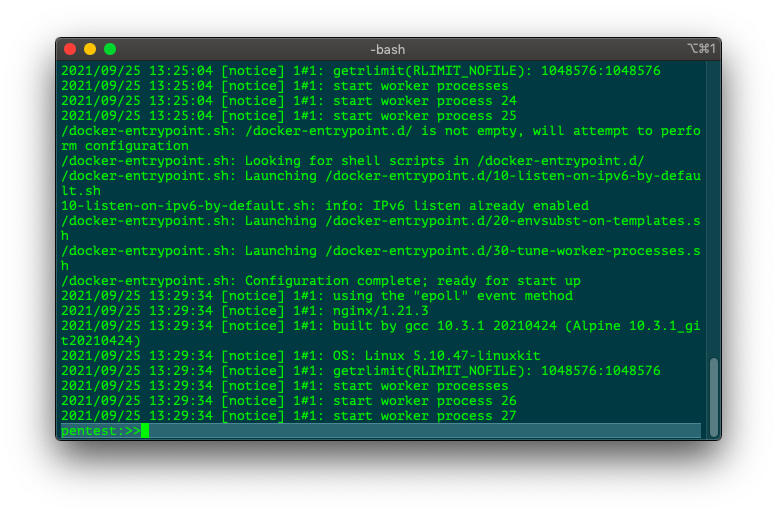 -bash
⌥⌘1
2021/09/25 13:25:04 [notice] 1#1: getrlimit(RLIMIT_NOFILE): 1048576:1048576
2021/09/25 13:25:04 [notice] 1#1: start worker processes
2021/09/25 13:25:04 [notice] 1#1: start worker process 24
2021/09/25 13:25:04 [notice] 1#1: start worker process 25
/docker-entrypoint.sh: /docker-entrypoint.d/ is not empty, will attempt to perfo
rm configuration
/docker-entrypoint.sh: Looking for shell scripts in /docker-entrypoint.d/
/docker-entrypoint.sh: Launching /docker-entrypoint.d/10-listen-on-ipv6-by-defau
lt.sh
10-listen-on-ipv6-by-default.sh: info: IPv6 listen already enabled
/docker-entrypoint.sh: Launching /docker-entrypoint.d/20-envsubst-on-templates.s
h
/docker-entrypoint.sh: Launching /docker-entrypoint.d/30-tune-worker-processes.s
h
/docker-entrypoint.sh: Configuration complete; ready for start up
2021/09/25 13:29:34 [notice] 1#1: using the "epoll" event method
2021/09/25 13:29:34 [notice] 1#1: nginx/1.21.3
2021/09/25 13:29:34 [notice] 1#1: built by gcc 10.3.1 20210424 (Alpine 10.3.1_gi
t20210424)
2021/09/25 13:29:34 [notice] 1#1: OS: Linux 5.10.47-linuxkit
2021/09/25 13:29:34 [notice] 1#1: getrlimit(RLIMIT_NOFILE): 1048576:1048576
2021/09/25 13:29:34 [notice] 1#1: start worker processes
2021/09/25 13:29:34 [notice] 1#1: start worker process 26
2021/09/25 13:29:34 [notice] 1#1: start worker process 27
pentest:>>